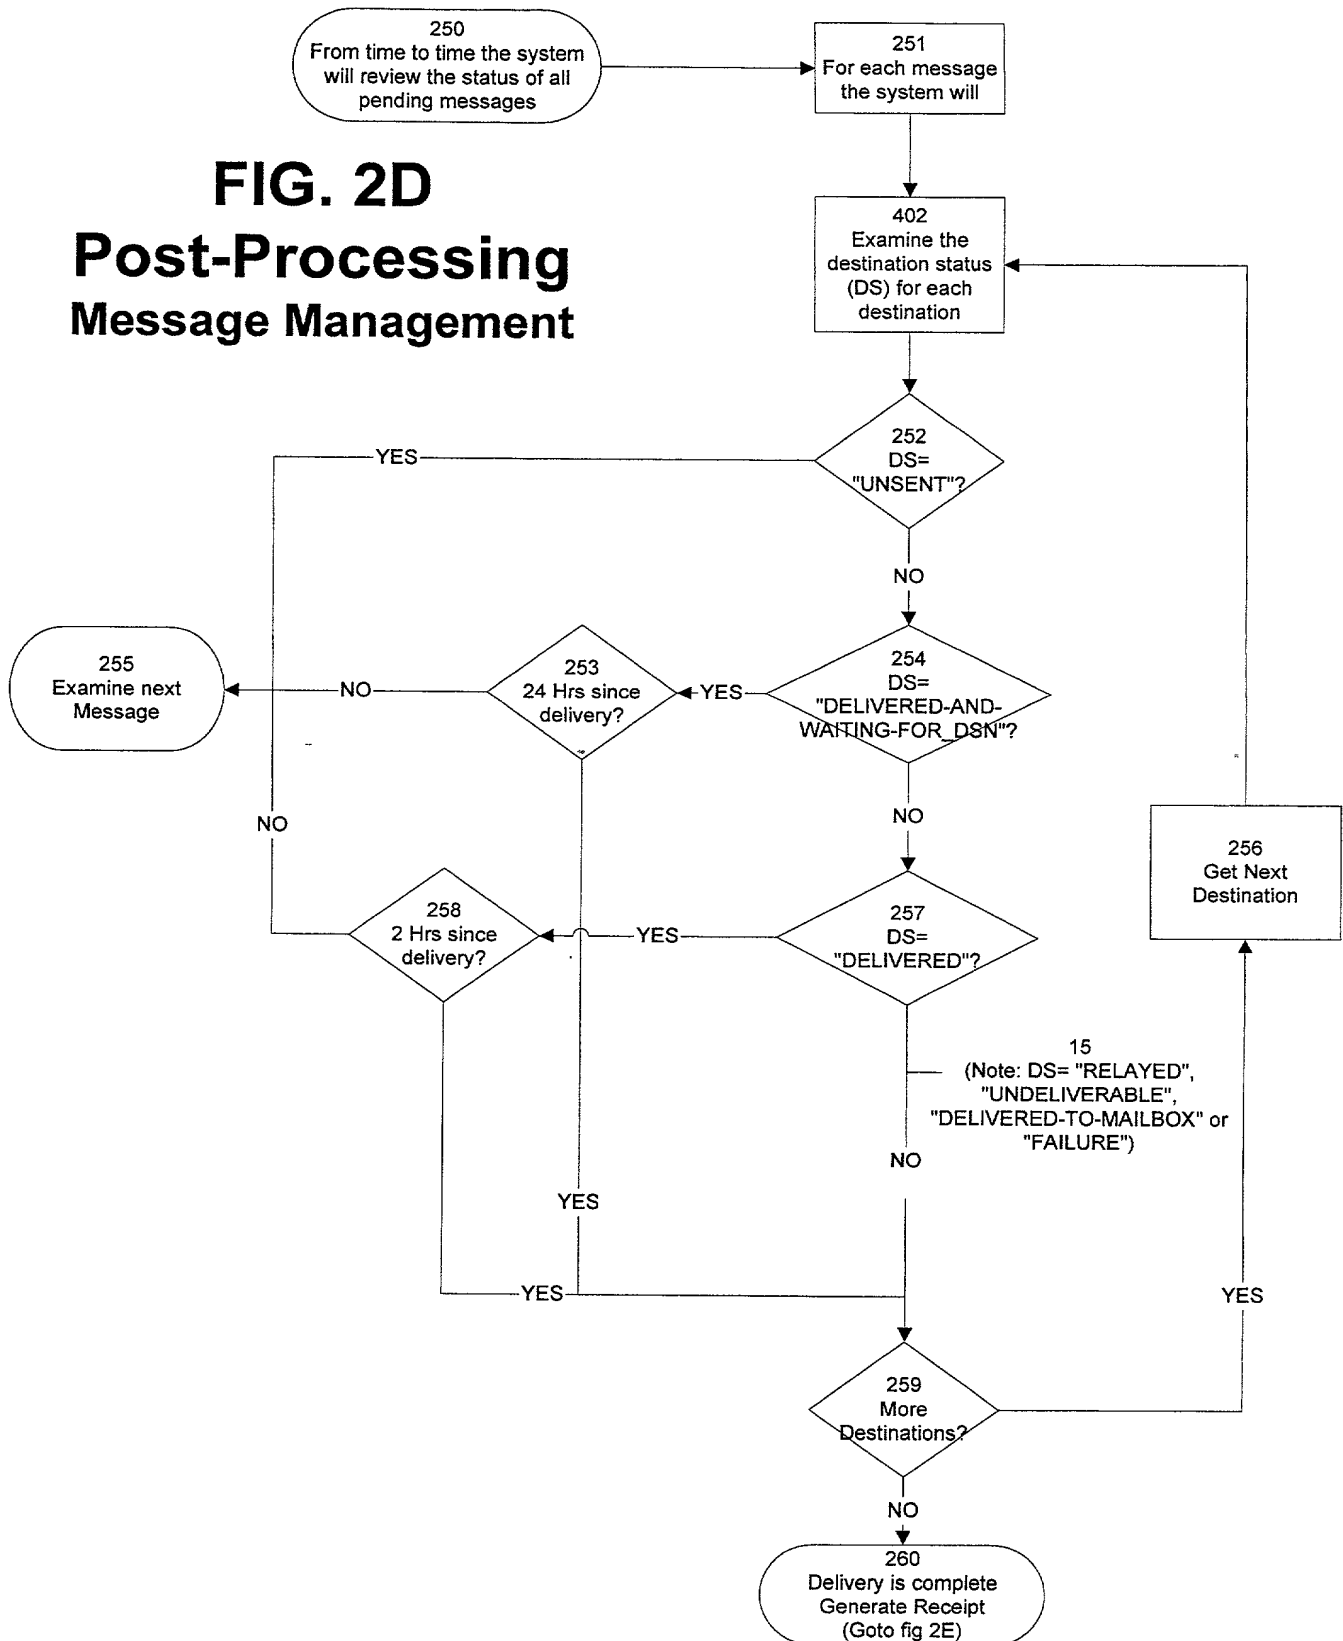 250
From time to time the system
will review the status of all
pending messages
251
For each message
the system will
FIG. 2D
Post-Processing
Message Management
402
Examine the
destination status
(DS) for each
destination
252
DS=
"UNSENT"?
YES
NO
255
Examine next
Message
NO
253
24 Hrs since
delivery?
YES
254
DS=
"DELIVERED-AND-
WAITING-FOR_DSN"?
NO
NO
256
Get Next
Destination
258
2 Hrs since
delivery?
YES
257
DS=
"DELIVERED"?
15
(Note: DS= "RELAYED",
"UNDELIVERABLE",
"DELIVERED-TO-MAILBOX" or
"FAILURE")
NO
YES
YES
YES
259
More
Destinations?
NO
260
Delivery is complete
Generate Receipt
(Goto fig 2E)